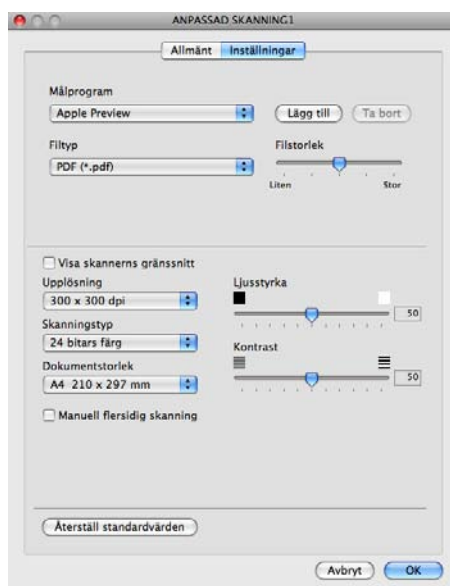 ANPASSAD SKANNING1
Allmänt Inställningar
Målprogram
Apple Preview Lägg till Ta bort
Filtyp Filstorlek
PDF (*.pdf)
Liten Stor
Visa skannerns gränssnitt
Upplösning Ljusstyrka
300 x 300 dpi 50
Skanningstyp
24 bitars färg Kontrast
Dokumentstorlek
A4 210 x 297 mm 50
Manuell flersidig skanning
Återställ standardvärden
Avbryt OK